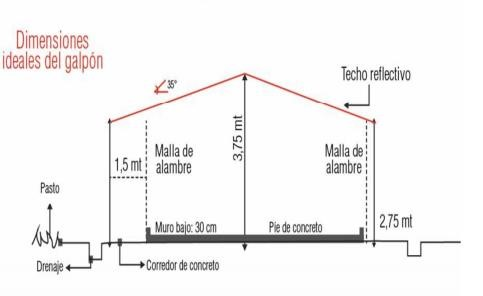 Dimensiones
ideales del galpón
35°
Techo reflectivo
1,5 mt
Malla de
alambre
3,75 mt
Malla de
alambre
Pasto
2,75 mt
Muro bajo: 30 cm
Pie de concreto
Drenaje
Corredor de concreto